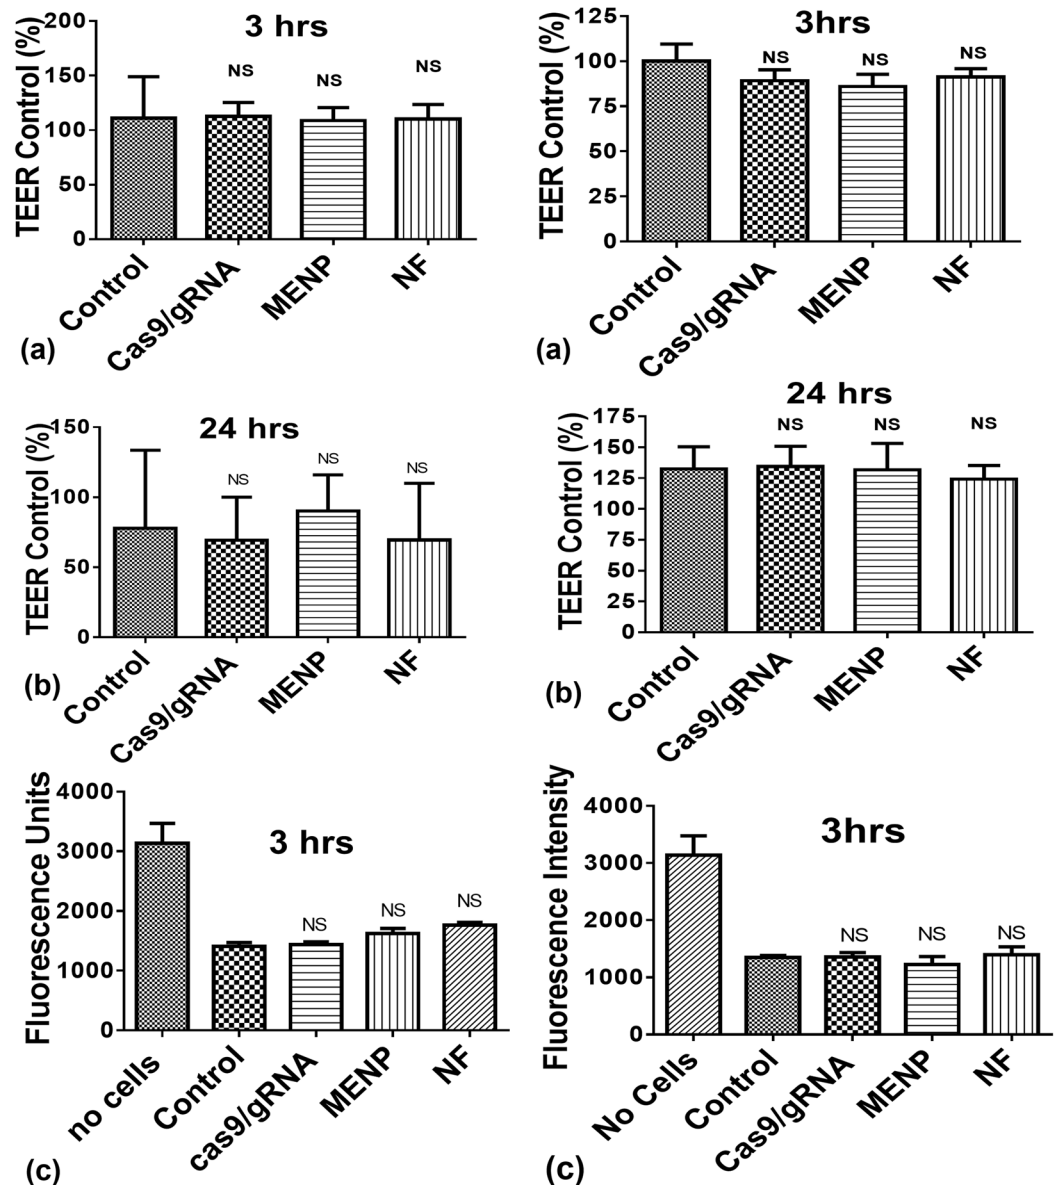 3 hrs
TEER Control (%)
200
150
100
50
0
NS
NS
NS
Control
Cas9/gRNA
MENP
NF
(a)
3hrs
TEER Control (%)
125
100
75
50
25
0
NS
NS
NS
Control
Cas9/gRNA
MENP
NF
(a)
24 hrs
TEER Control (%)
150
100
50
0
NS
NS
NS
Control
Cas9/gRNA
MENP
NF
(b)
24 hrs
TEER Control (%)
175
150
125
100
75
50
25
0
NS
NS
NS
Control
Cas9/gRNA
MENP
NF
(b)
3 hrs
Fluorescence Units
4000
3000
2000
1000
0
NS
NS
NS
no cells
Control
cas9/gRNA
MENP
NF
(c)
3hrs
Fluorescence Intensity
4000
3000
2000
1000
0
NS
NS
NS
No Cells
Control
Cas9/gRNA
MENP
NF
(c)